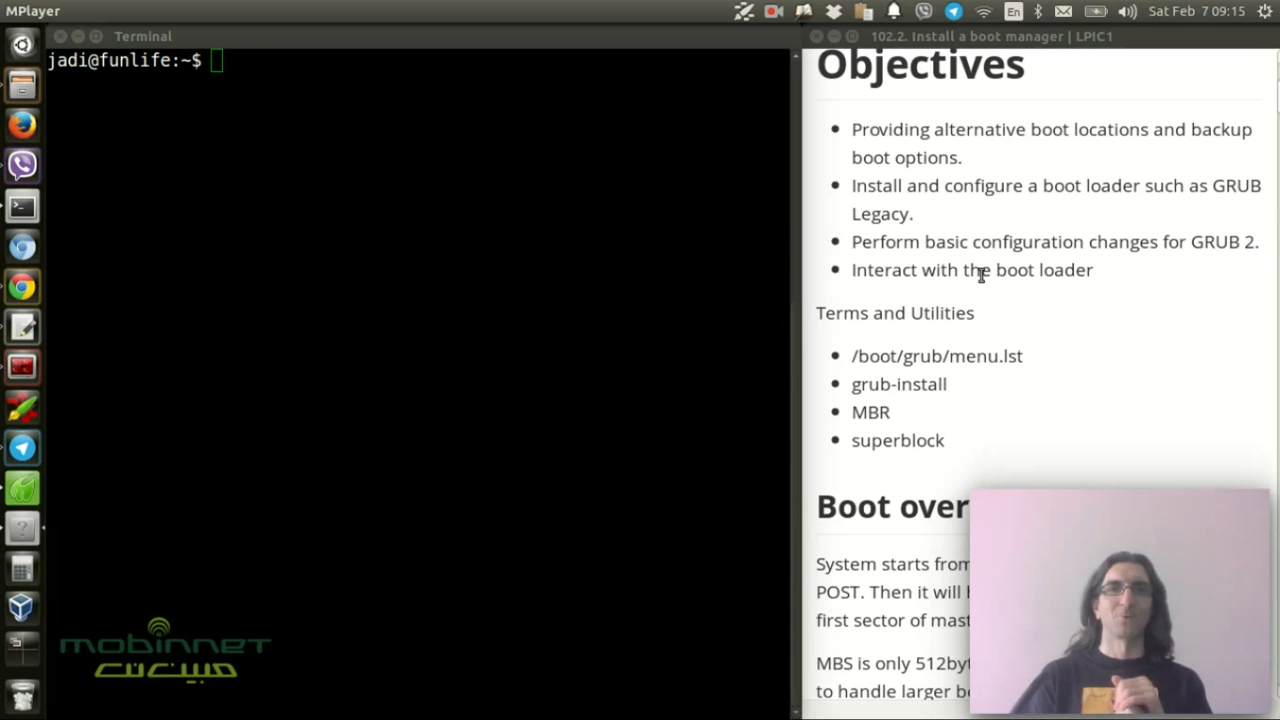 MPlayer
En
Sat Feb 7 09:15
Terminal
jadi@funlife:~$
102.2. Install a boot manager | LPIC1
Objectives
Providing alternative boot locations and backup
boot options.
Install and configure a boot loader such as GRUB
Legacy.
Perform basic configuration changes for GRUB 2.
Interact with the boot loader
Terms and Utilities
/boot/grub/menu.lst
grub-install
MBR
superblock
Boot over
System starts from
POST. Then it will
first sector of mast
MBS is only 512byt
to handle larger bo
mobinnet
مبین نت